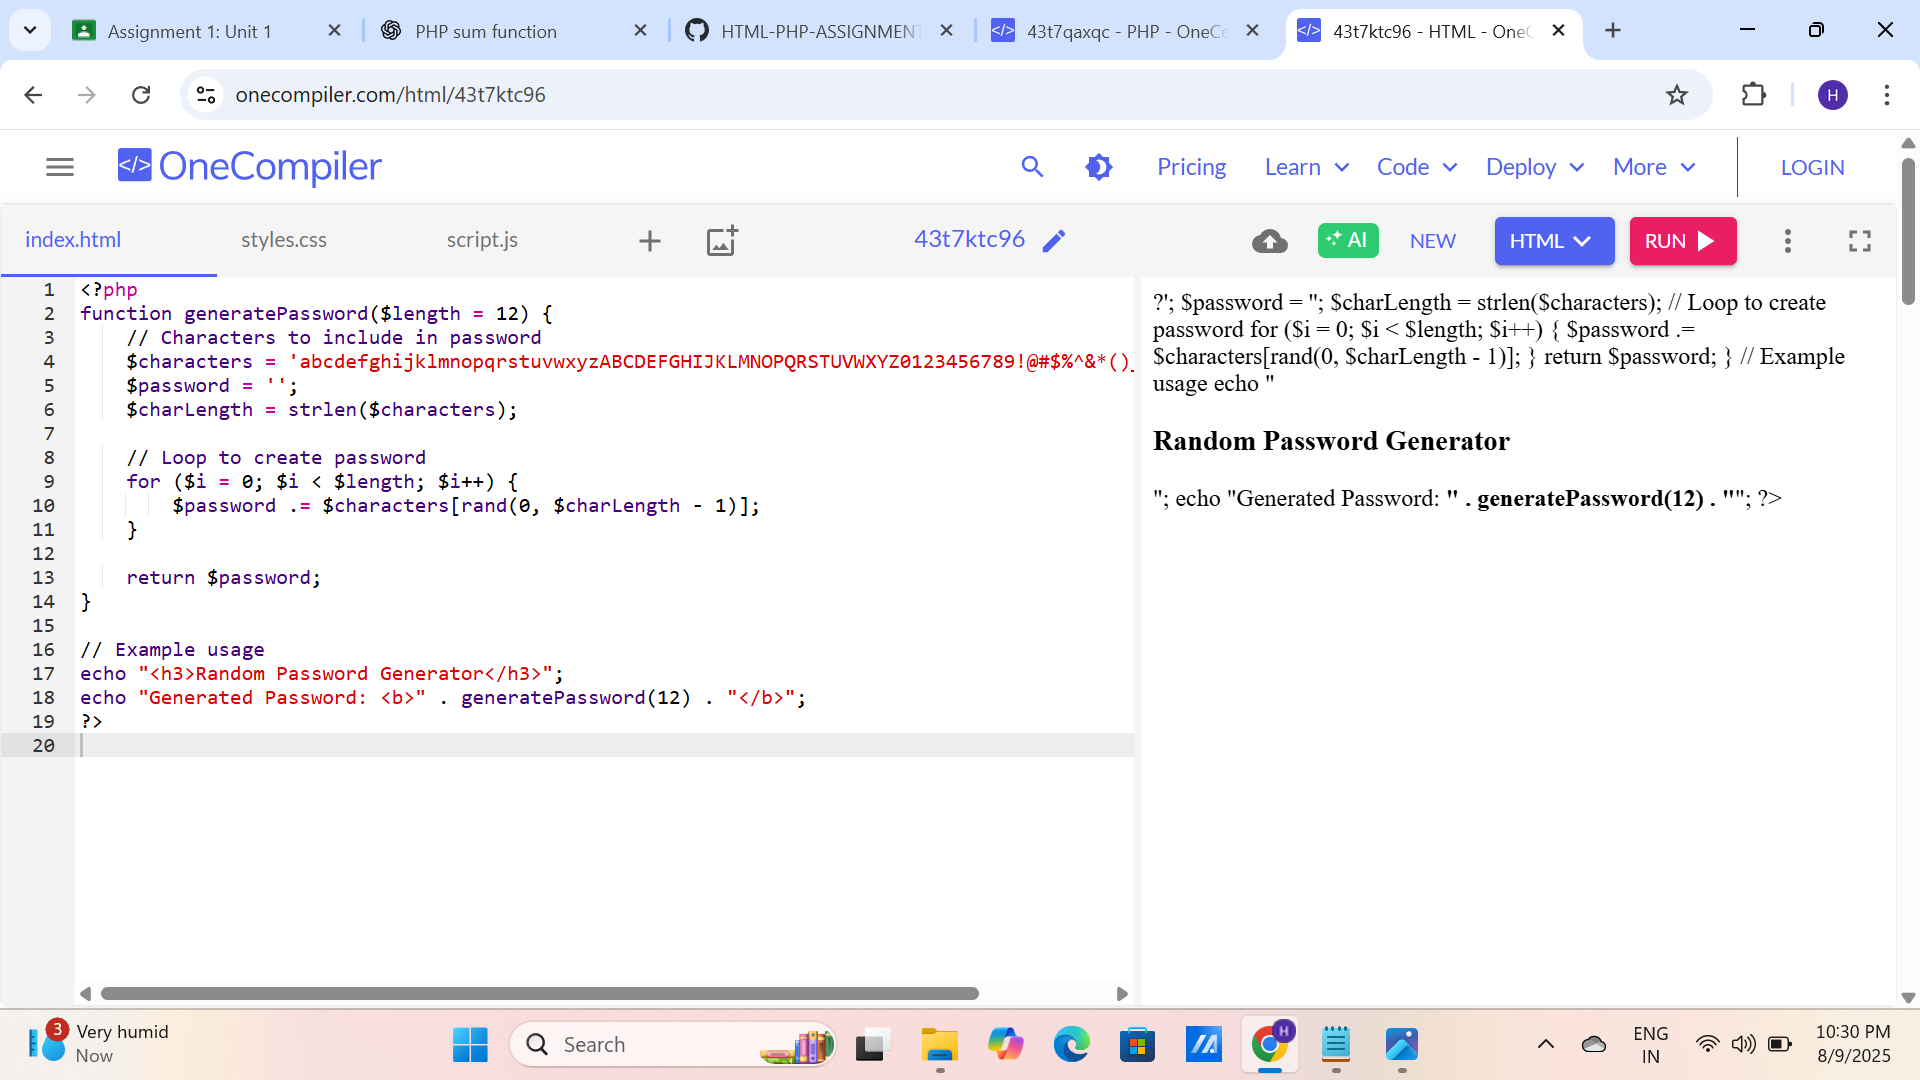 Assignment 1: Unit 1
PHP sum function
HTML-PHP-ASSIGNMENT
43t7qaxqc - PHP - OneCo
43t7ktc96 - HTML - OneC
onecompiler.com/html/43t7ktc96
H
</> OneCompiler
Pricing
Learn
Code
Deploy
More
LOGIN
index.html
styles.css
script.js
43t7ktc96
AI
NEW
HTML
RUN
1 <?php
2 function generatePassword($length = 12) {
3 // Characters to include in password
4 $characters = 'abcdefghijklmnopqrstuvwxyzABCDEFGHIJKLMNOPQRSTUVWXYZ0123456789!@#$%^&*()_
5 $password = '';
6 $charLength = strlen($characters);
7
8 // Loop to create password
9 for ($i = 0; $i < $length; $i++) {
10 $password .= $characters[rand(0, $charLength - 1)];
11 }
12
13 return $password;
14 }
15
16 // Example usage
17 echo "<h3>Random Password Generator</h3>";
18 echo "Generated Password: <b>" . generatePassword(12) . "</b>";
19 ?>
20
?'; $password = ''; $charLength = strlen($characters); // Loop to create
password for ($i = 0; $i < $length; $i++) { $password .=
$characters[rand(0, $charLength - 1)]; } return $password; } // Example
usage echo "
Random Password Generator
"; echo "Generated Password: " . generatePassword(12) . ""; ?>
3
Very humid
Now
Search
H
ENG
IN
10:30 PM
8/9/2025